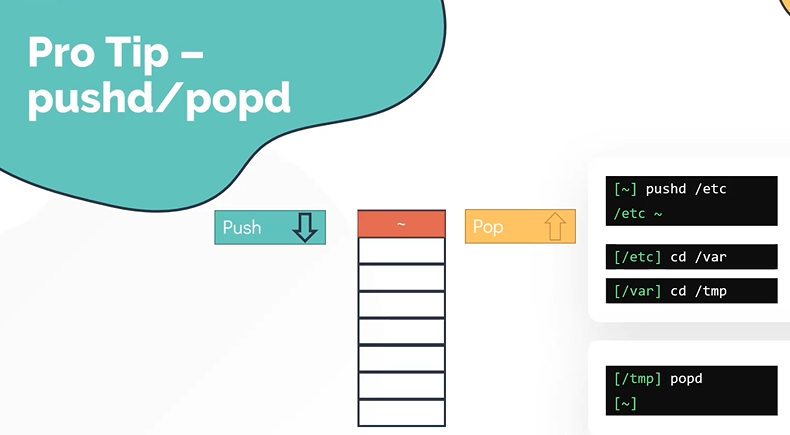 Pro Tip –
pushd/popd
Push
~
Pop
[~] pushd /etc
/etc ~
[/etc] cd /var
[/var] cd /tmp
[/tmp] popd
[~]